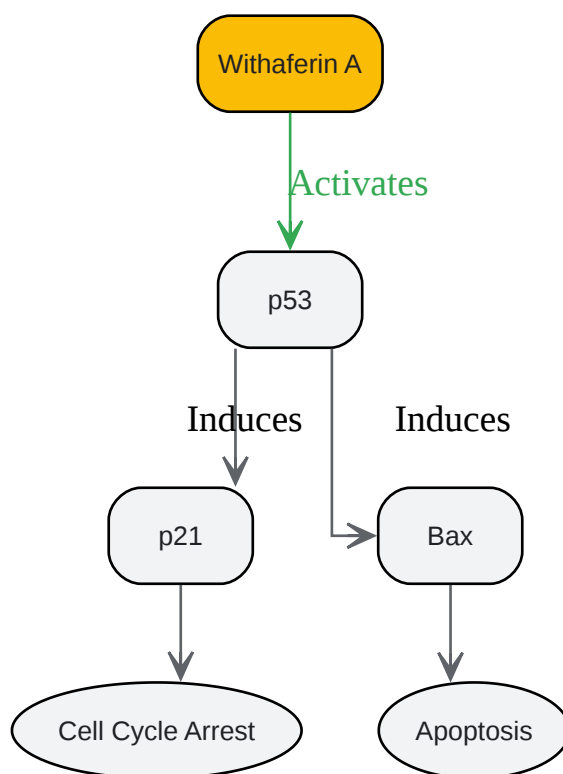 Withaferin A
Activates
p53
Induces
Induces
p21
Bax
Cell Cycle Arrest
Apoptosis